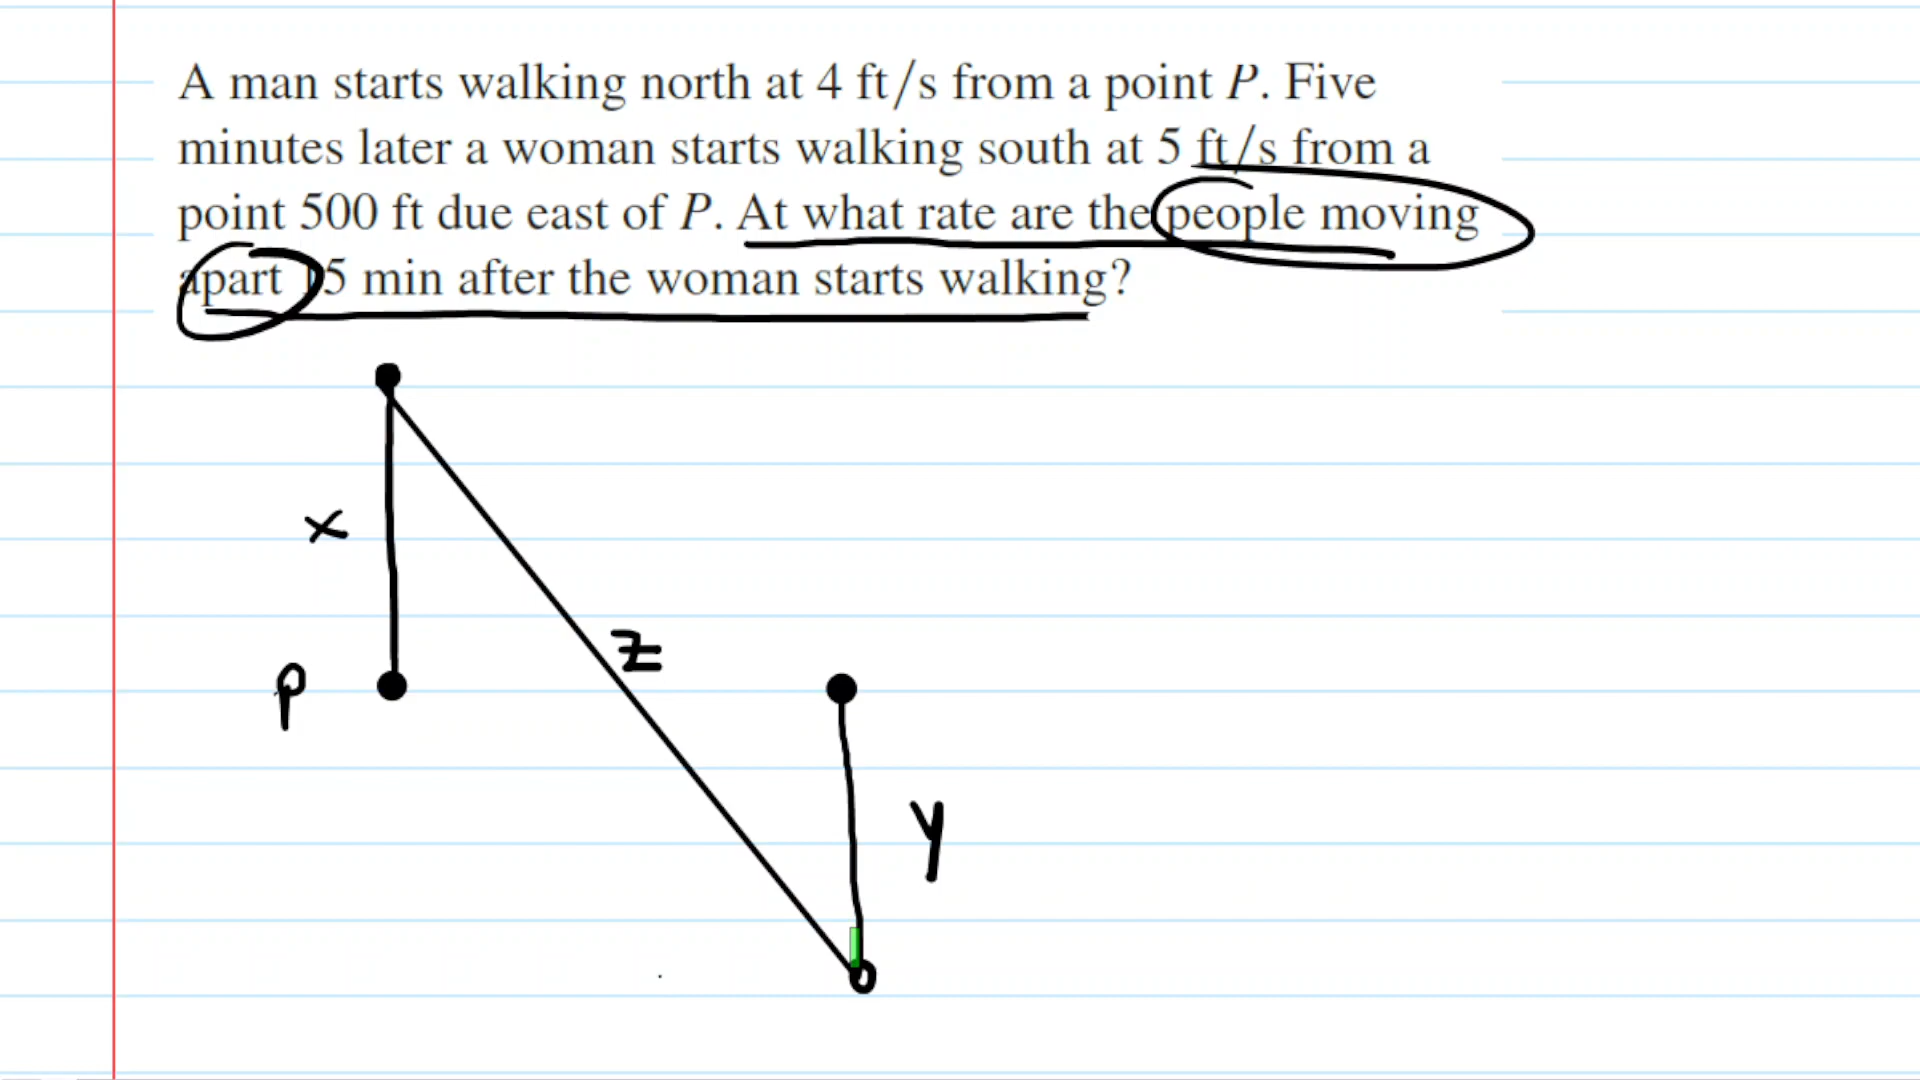 A man starts walking north at 4 ft/s from a point P. Five
minutes later a woman starts walking south at 5 ft/s from a
point 500 ft due east of P. At what rate are the people moving
apart 15 min after the woman starts walking?
x
z
P
y